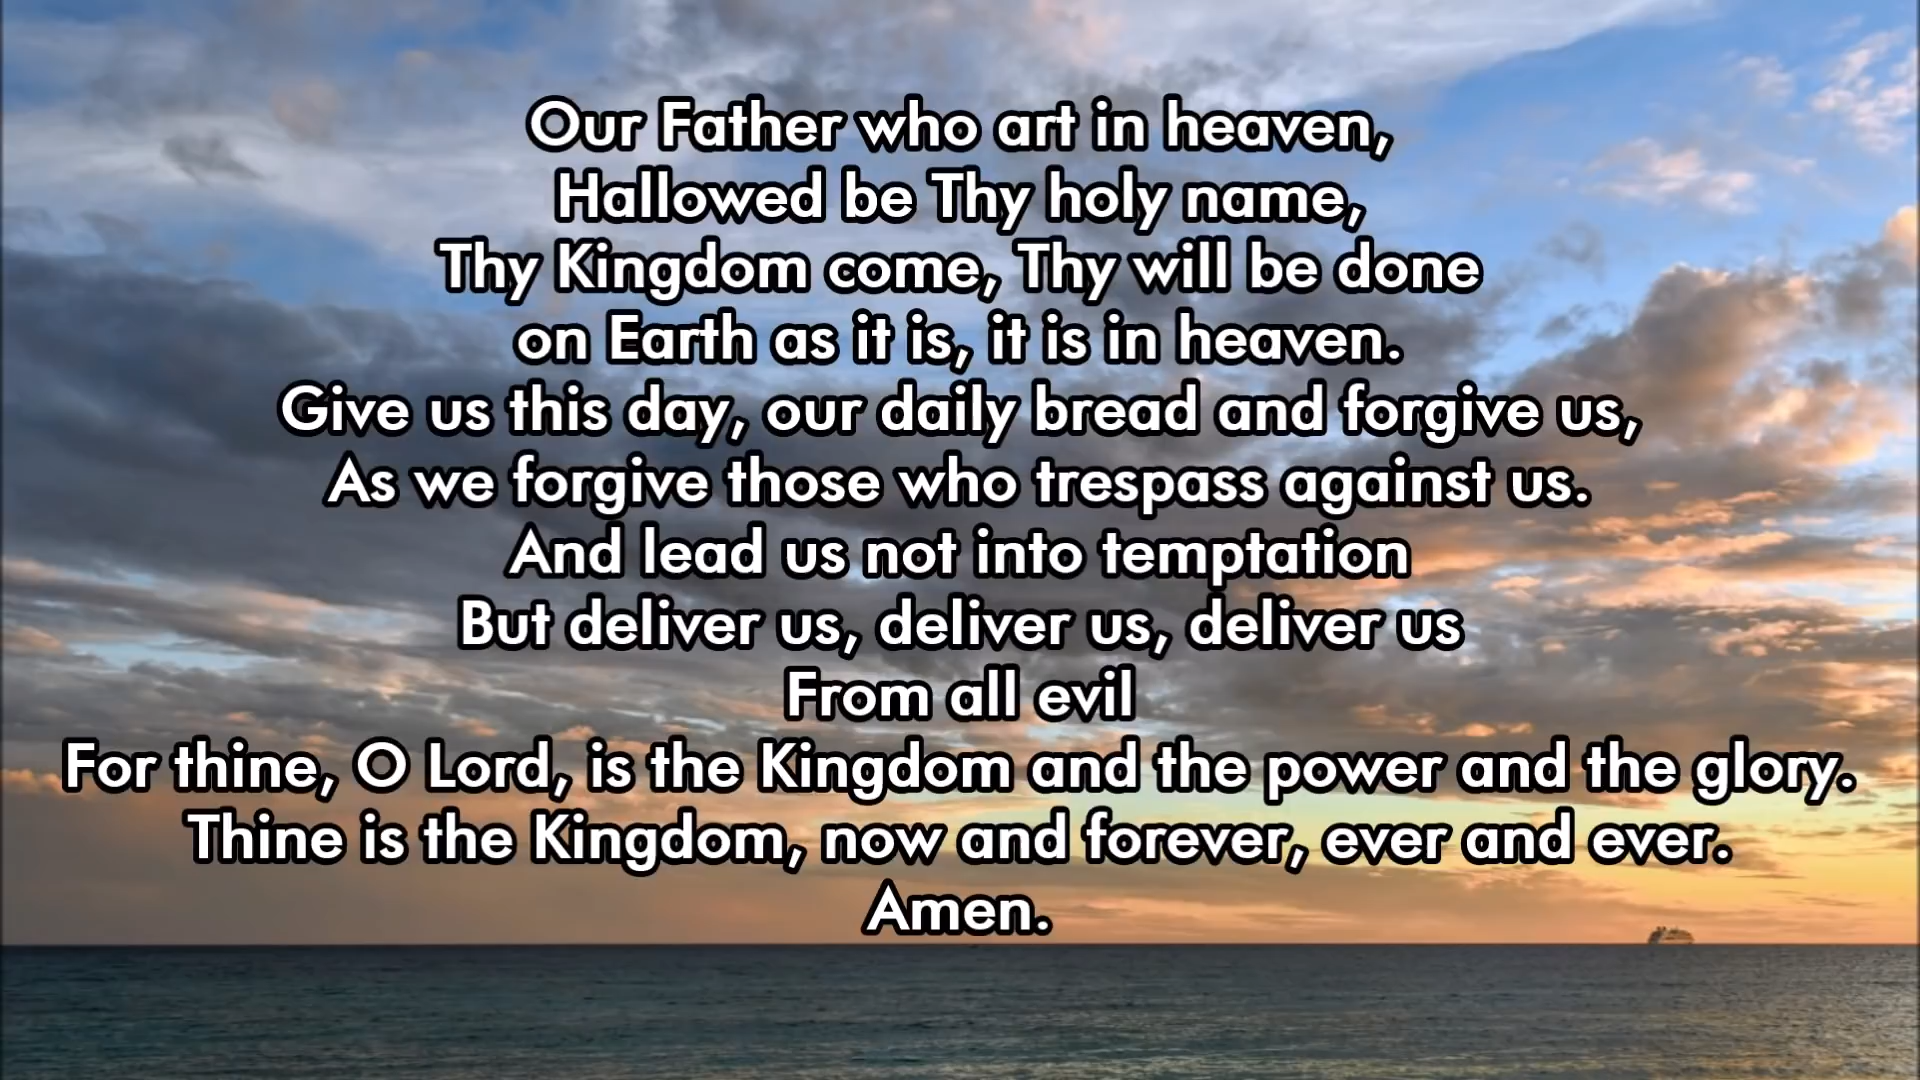 Our Father who art in heaven,
Hallowed be Thy holy name,
Thy Kingdom come, Thy will be done
on Earth as it is, it is in heaven.
Give us this day, our daily bread and forgive us,
As we forgive those who trespass against us.
And lead us not into temptation
But deliver us, deliver us, deliver us
From all evil
For thine, O Lord, is the Kingdom and the power and the glory.
Thine is the Kingdom, now and forever, ever and ever.
Amen.